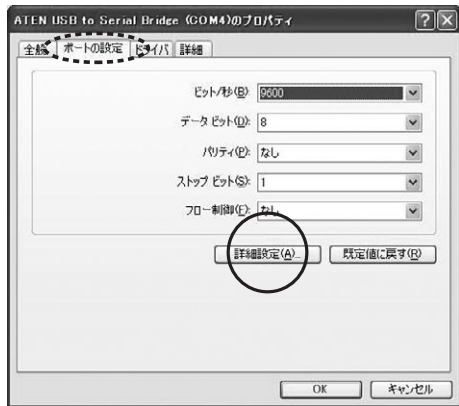 ATEN USB to Serial Bridge (COM4)のプロパティ
全般 ポートの設定 ドライバ 詳細
ビット/秒(B): 9600
データ ビット(D): 8
パリティ(P): なし
ストップ ビット(S): 1
フロー制御(F): なし
詳細設定(A)... 既定値に戻す(R)
OK キャンセル